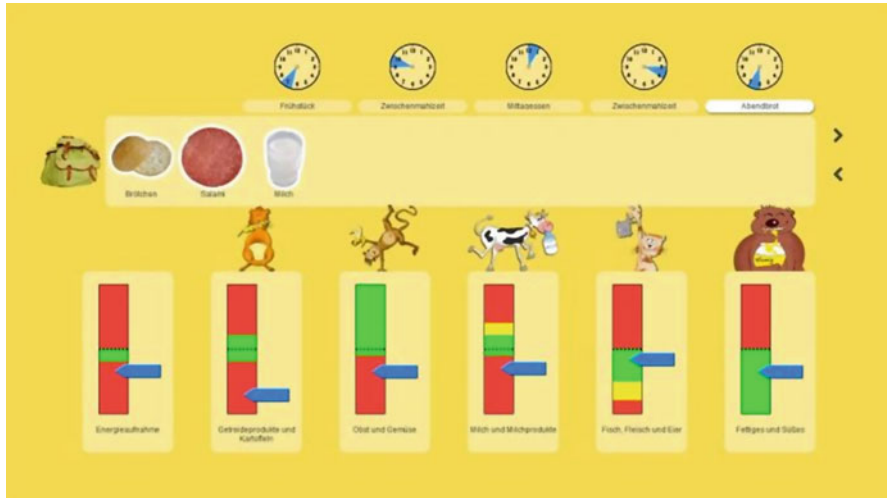 Frühstück
Zwischenmahlzeit
Mittagessen
Zwischenmahlzeit
Abendbrot
Brötchen
Salami
Milch
Honey
Energieaufnahme
Getreideprodukte und
Kartoffeln
Obst und Gemüse
Milch und Milchprodukte
Fisch, Fleisch und Eier
Fettiges und Süßes